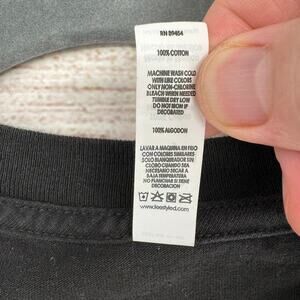 RN 89464
100% COTTON
MACHINE WASH COLD
WITH LIKE COLORS
ONLY NON-CHLORINE
BLEACH WHEN NEEDED
TUMBLE DRY LOW
DO NOT IRON IF
DECORATED
100% ALGODON
LAVAR A MAQUINA EN FRIO
CON COLORES SIMILARES
SOLO BLANQUEADOR SIN
CLORO CUANDO SEA
NECESARIO SECAR A
BAJA TEMPERATURA
NO PLANCHAR SI TIENE
DECORACION